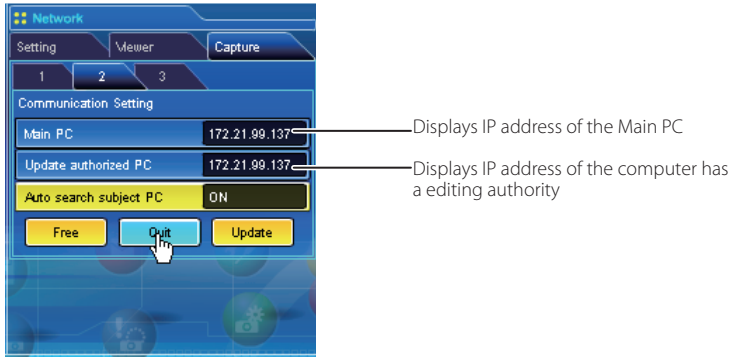 Network
Setting Viewer Capture
1 2 3
Communication Setting
Main PC 172.21.99.137
Displays IP address of the Main PC
Update authorized PC 172.21.99.137
Displays IP address of the computer has
a editing authority
Auto search subject PC ON
Free Quit Update